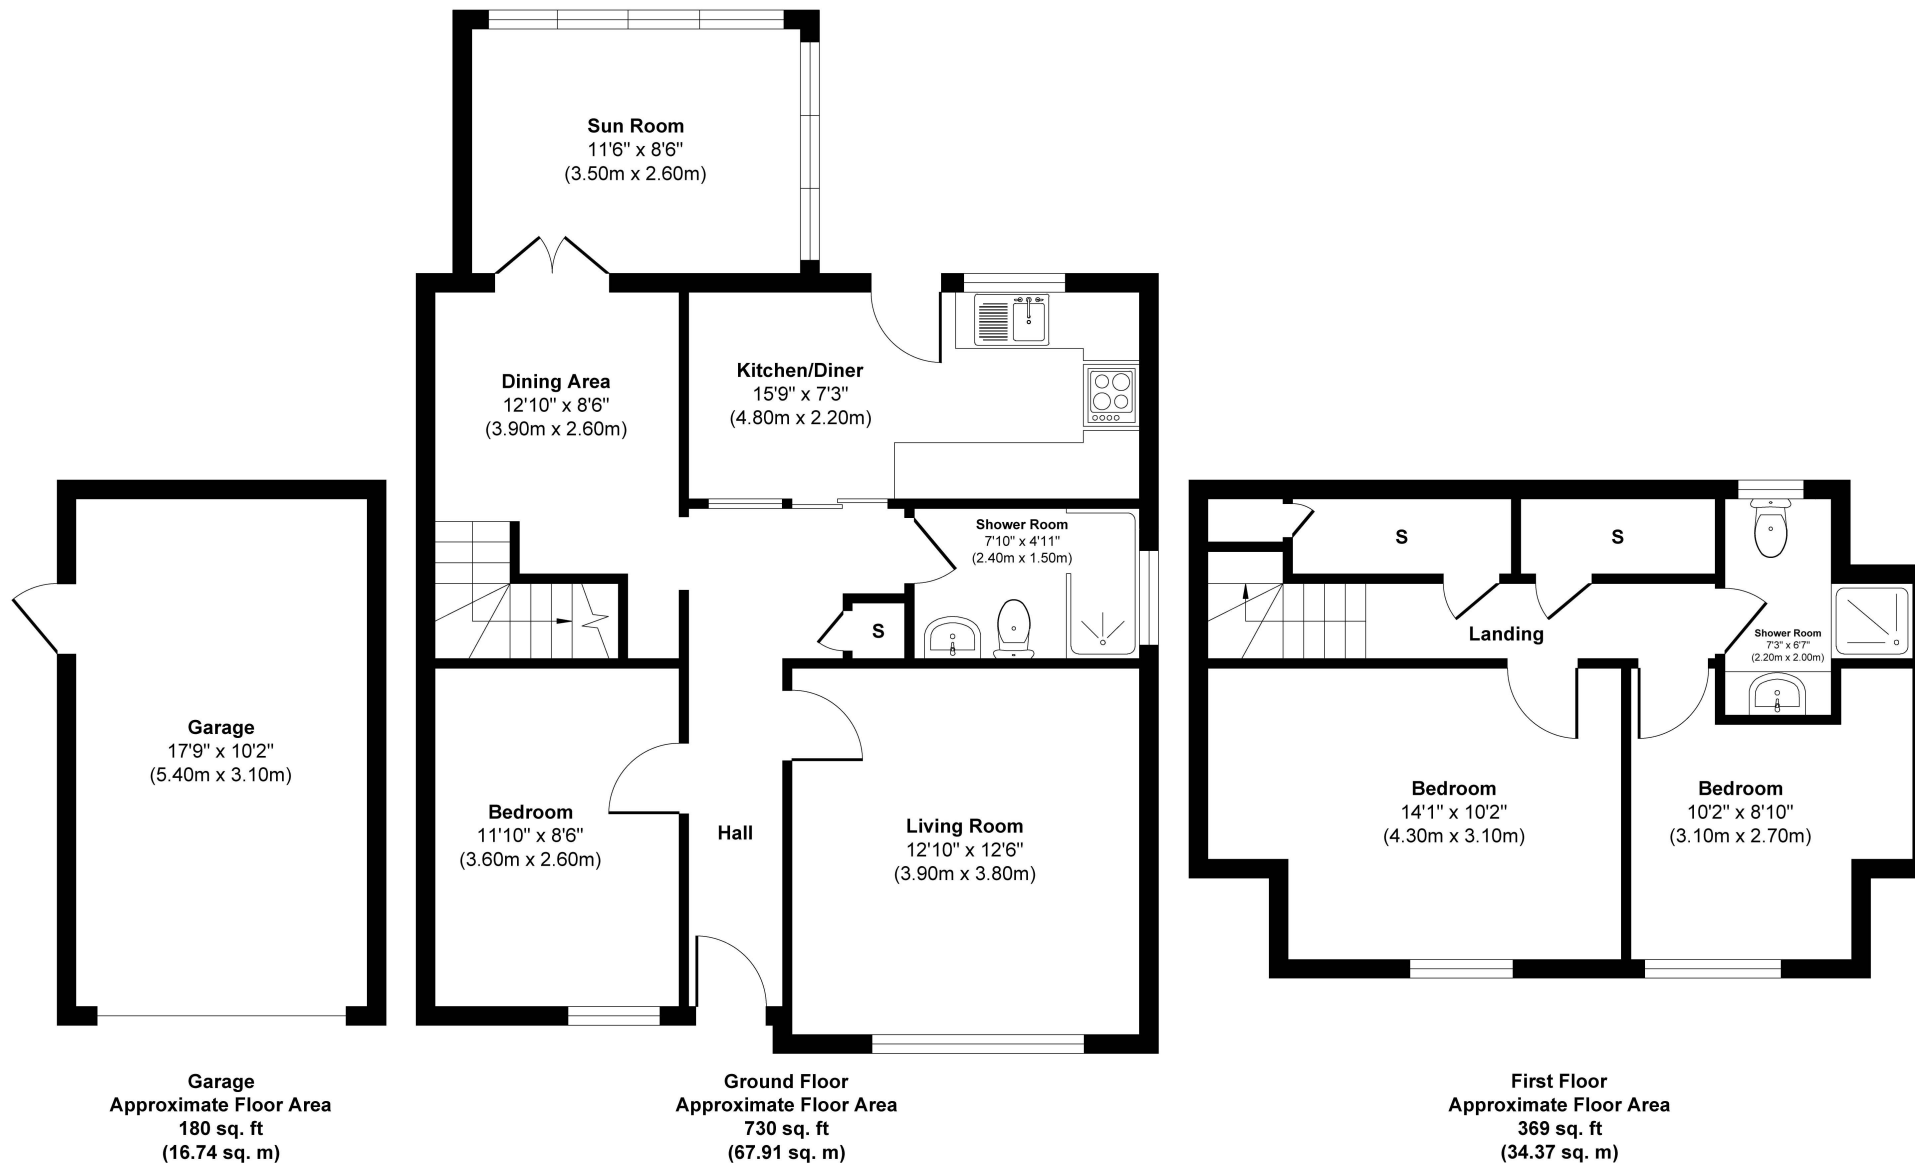 Sun Room
11'6" x 8'6"
(3.50m x 2.60m)
Dining Area
12'10" x 8'6"
(3.90m x 2.60m)
Kitchen/Diner
15'9" x 7'3"
(4.80m x 2.20m)
Shower Room
7'10" x 4'11"
(2.40m x 1.50m)
S
Garage
17'9" x 10'2"
(5.40m x 3.10m)
Bedroom
11'10" x 8'6"
(3.60m x 2.60m)
Hall
Living Room
12'10" x 12'6"
(3.90m x 3.80m)
S
S
Landing
Shower Room
7'3" x 6'7"
(2.20m x 2.00m)
Bedroom
14'1" x 10'2"
(4.30m x 3.10m)
Bedroom
10'2" x 8'10"
(3.10m x 2.70m)
Garage
Approximate Floor Area
180 sq. ft
(16.74 sq. m)
Ground Floor
Approximate Floor Area
730 sq. ft
(67.91 sq. m)
First Floor
Approximate Floor Area
369 sq. ft
(34.37 sq. m)